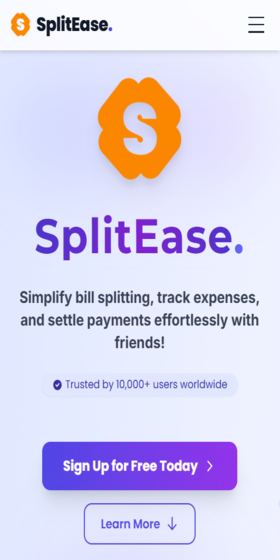 S SplitEase.
S
SplitEase.
Simplify bill splitting, track expenses,
and settle payments effortlessly with
friends!
Trusted by 10,000+ users worldwide
Sign Up for Free Today
Learn More